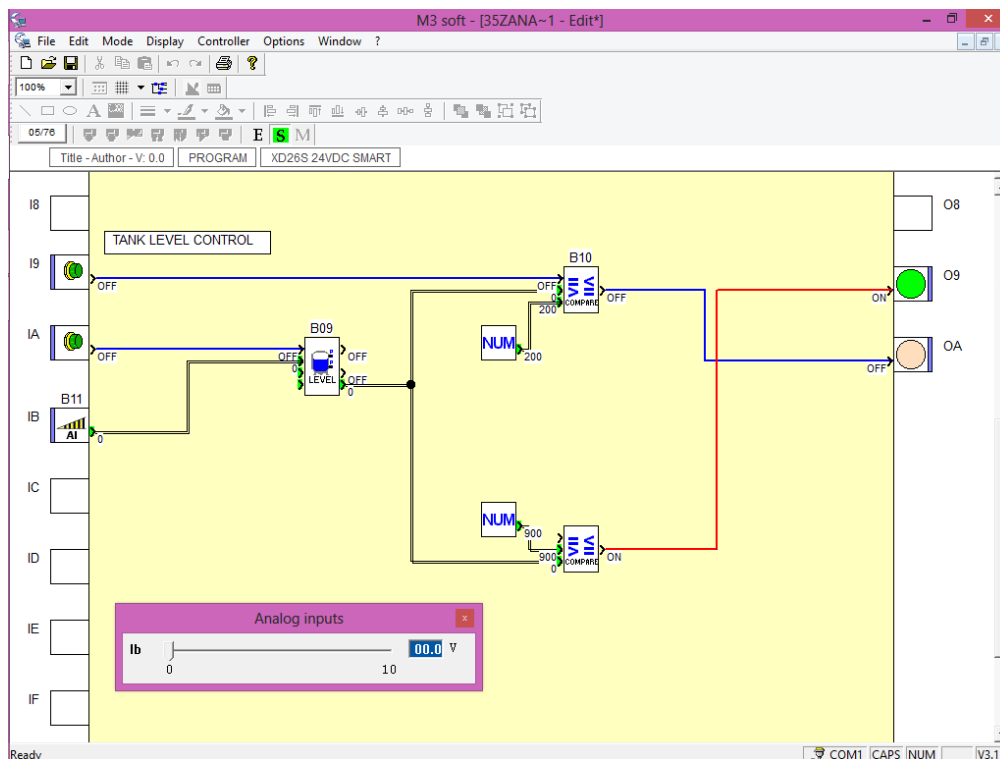 M3 soft - [35ZANA~1 - Edit*]
File Edit Mode Display Controller Options Window ?
100%
05/76 E S M
Title - Author - V: 0.0 PROGRAM XD26S 24VDC SMART
I8 O8
TANK LEVEL CONTROL
I9 OFF B10 OFF 0 200 COMPARE OFF ON O9
IA OFF B09 OFF 0 LEVEL OFF OFF 0 NUM 200 OFF OA
B11
IB AI 0
IC
NUM 900
ID 900 0 COMPARE ON
IE
IF
Analog inputs x
Ib 00.0 V
0 10
Ready COM1 CAPS NUM V3.1